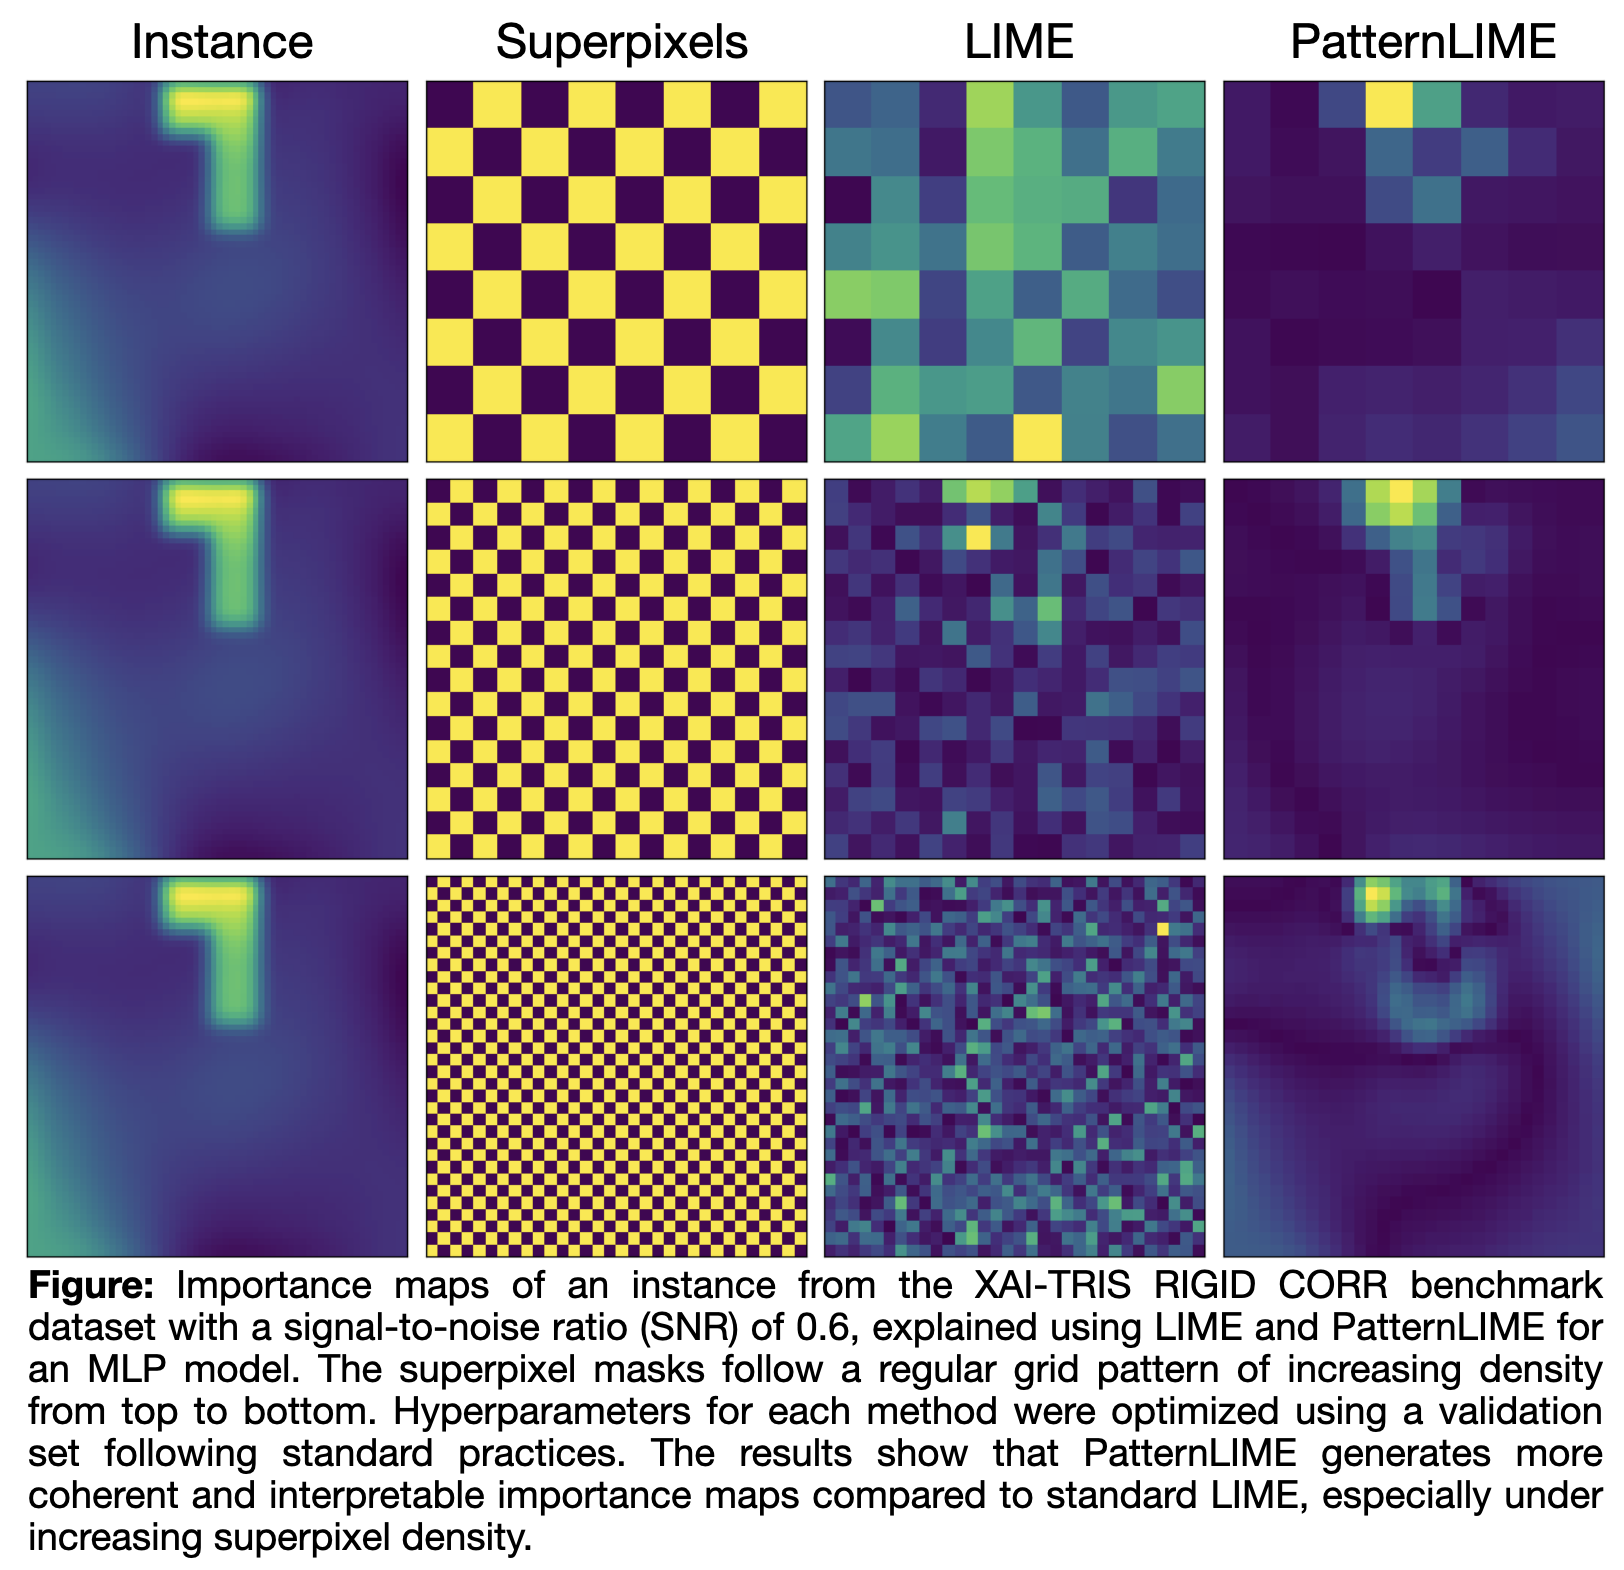 Instance Superpixels LIME PatternLIME
Figure: Importance maps of an instance from the XAI-TRIS RIGID CORR benchmark
dataset with a signal-to-noise ratio (SNR) of 0.6, explained using LIME and PatternLIME for
an MLP model. The superpixel masks follow a regular grid pattern of increasing density
from top to bottom. Hyperparameters for each method were optimized using a validation
set following standard practices. The results show that PatternLIME generates more
coherent and interpretable importance maps compared to standard LIME, especially under
increasing superpixel density.